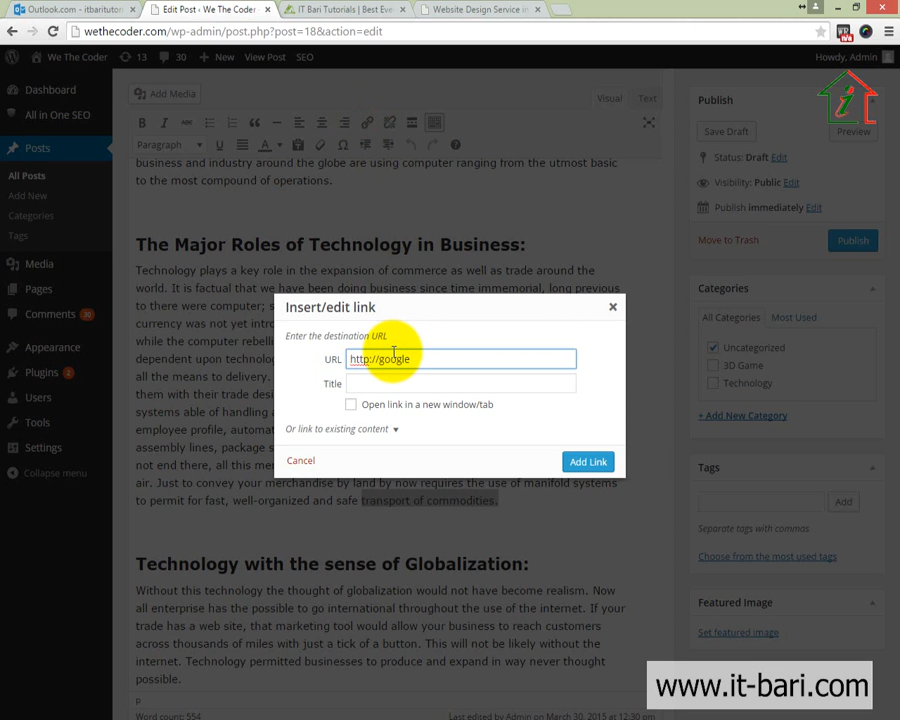 Outlook.com - itbaritutor
Edit Post ‹ We The Coder
IT Bari Tutorials | Best Eve
Website Design Service in
wethecoder.com/wp-admin/post.php?post=18&action=edit
We The Coder 13 30 + New View Post SEO Howdy, Admin
Dashboard
All in One SEO
Posts
All Posts
Add New
Categories
Tags
Media
Pages
Comments 30
Appearance
Plugins 2
Users
Tools
Settings
Collapse menu
Add Media
Visual Text
B I ABC
Paragraph U A
business and industry around the globe are using computer ranging from the utmost basic
to the most compound of operations.
The Major Roles of Technology in Business:
Technology plays a key role in the expansion of commerce as well as trade around the
world. It is factual that we have been doing business since time immemorial, long previous
to there were computer; s
currency was not yet intro
while the computer rebelli
dependent upon technolog
all the means to delivery.
them with their trade desi
systems able of handling a
employee profile, automat
assembly lines, package s
not end there, all this mer
air. Just to convey your merchandise by land by now requires the use of manifold systems
to permit for fast, well-organized and safe transport of commodities.
Technology with the sense of Globalization:
Without this technology the thought of globalization would not have become realism. Now
all enterprise has the possible to go international throughout the use of the internet. If your
trade has a web site, that marketing tool would allow your business to reach customers
across thousands of miles with just a tick of a button. This will not be likely without the
internet. Technology permitted businesses to produce and expand in way never thought
possible.
P
Word count: 554 Last edited by Admin on March 30, 2015 at 12:30 pm
Insert/edit link
Enter the destination URL
URL http://google
Title
Open link in a new window/tab
Or link to existing content
Cancel Add Link
Publish
Save Draft Preview
Status: Draft Edit
Visibility: Public Edit
Publish immediately Edit
Move to Trash Publish
Categories
All Categories Most Used
Uncategorized
3D Game
Technology
+ Add New Category
Tags
Add
Separate tags with commas
Choose from the most used tags
Featured Image
Set featured image
www.it-bari.com